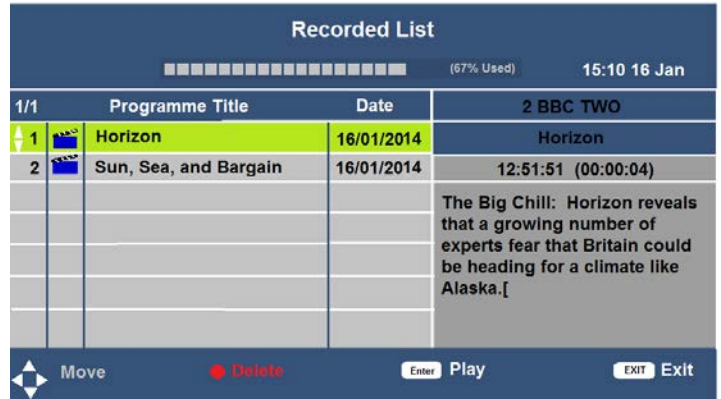 Recorded List
(67% Used)
15:10 16 Jan
1/1 Programme Title Date
2 BBC TWO
1 Horizon 16/01/2014
Horizon
2 Sun, Sea, and Bargain 16/01/2014
12:51:51 (00:00:04)
The Big Chill: Horizon reveals
that a growing number of
experts fear that Britain could
be heading for a climate like
Alaska.[
Move
Delete
Enter Play
EXIT Exit